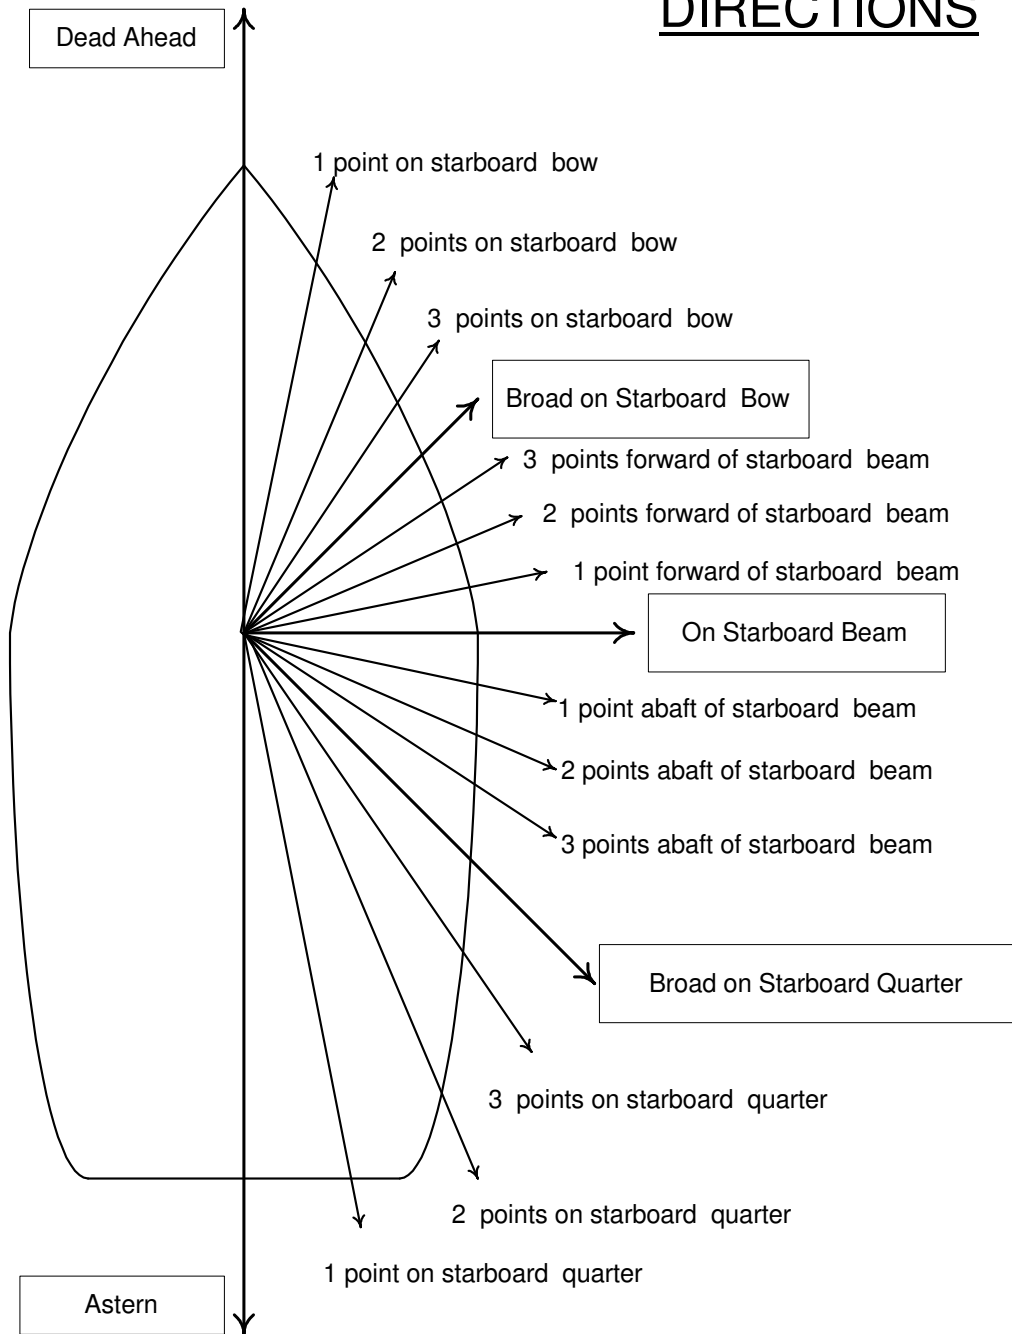 DIRECTIONS
Dead Ahead
1 point on starboard bow
2 points on starboard bow
3 points on starboard bow
Broad on Starboard Bow
3 points forward of starboard beam
2 points forward of starboard beam
1 point forward of starboard beam
On Starboard Beam
1 point abaft of starboard beam
2 points abaft of starboard beam
3 points abaft of starboard beam
Broad on Starboard Quarter
3 points on starboard quarter
2 points on starboard quarter
1 point on starboard quarter
Astern